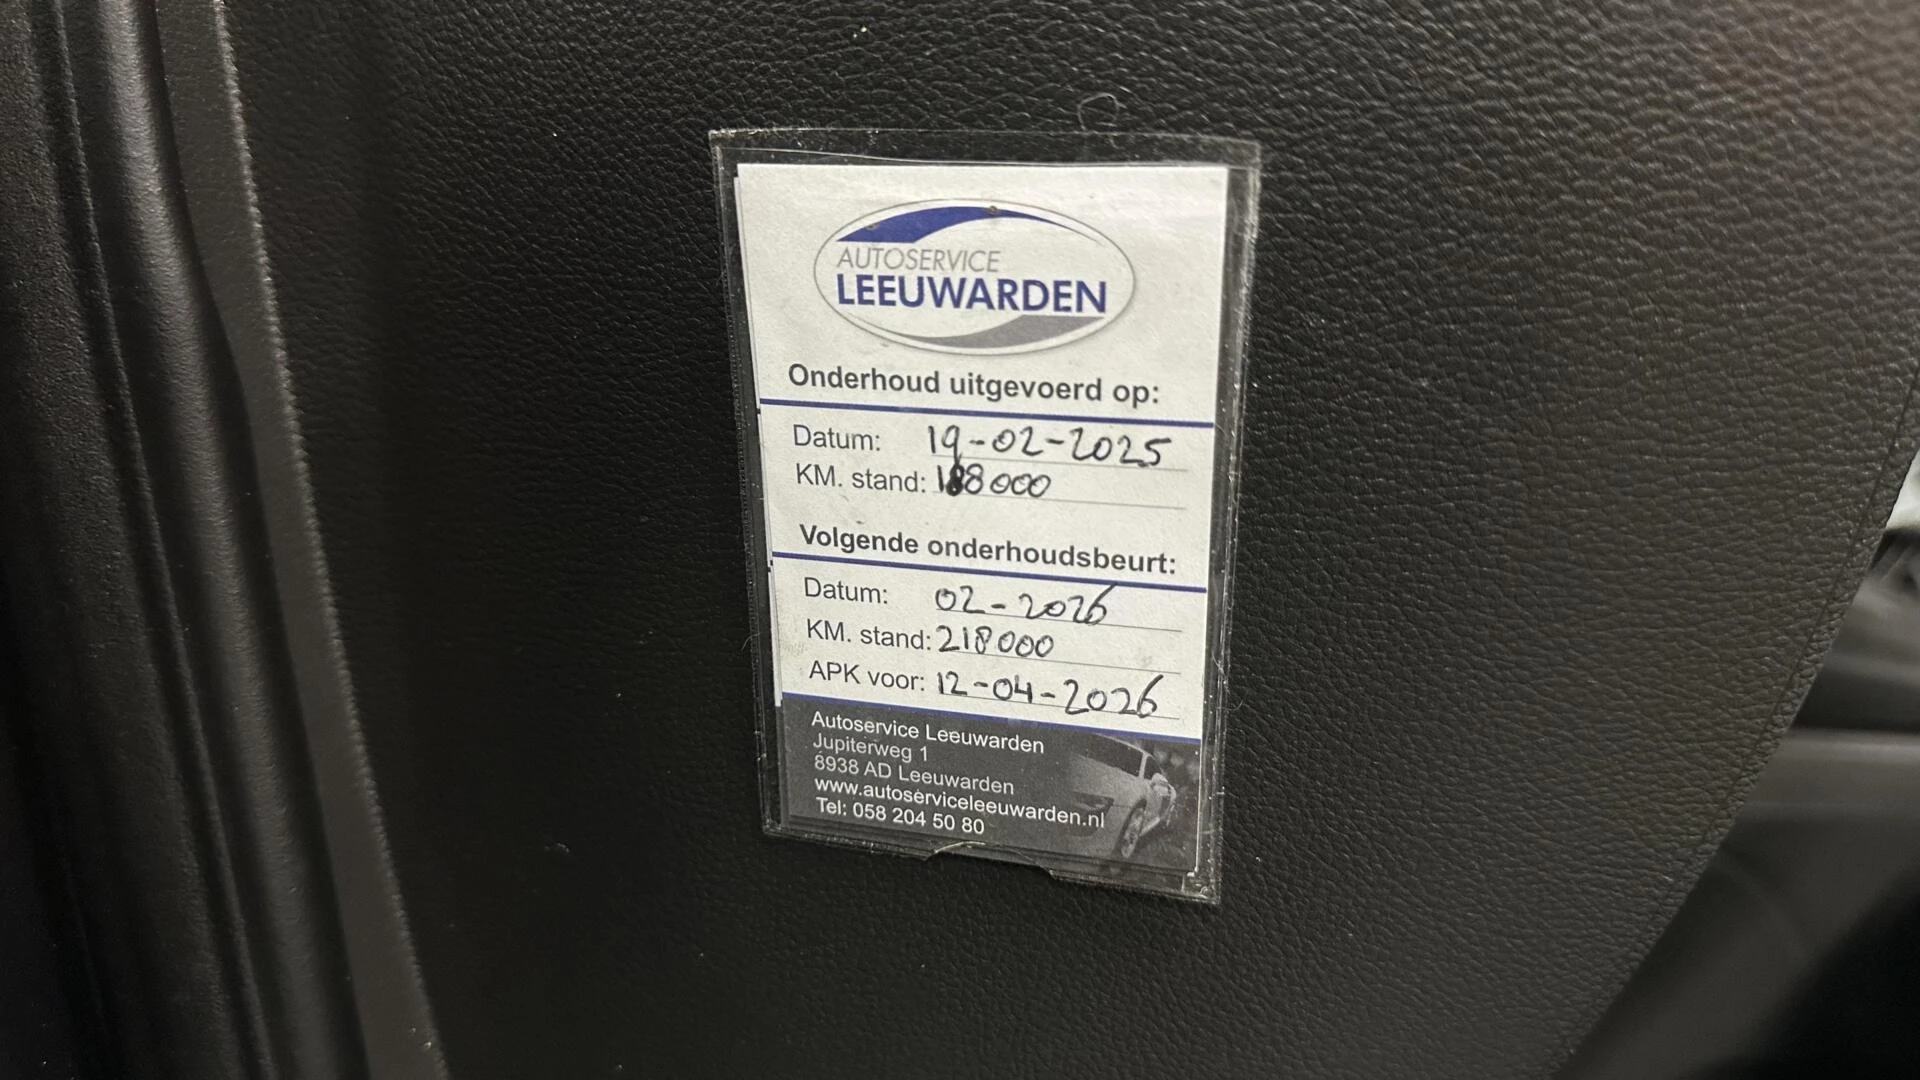 AUTOSERVICE
LEEUWARDEN
Onderhoud uitgevoerd op:
Datum: 19-02-2025
KM. stand: 188000
Volgende onderhoudsbeurt:
Datum: 02-2026
KM. stand: 218000
APK voor: 12-04-2026
Autoservice Leeuwarden
Jupiterweg 1
8938 AD Leeuwarden
www.autoserviceleeuwarden.nl
Tel: 058 204 50 80